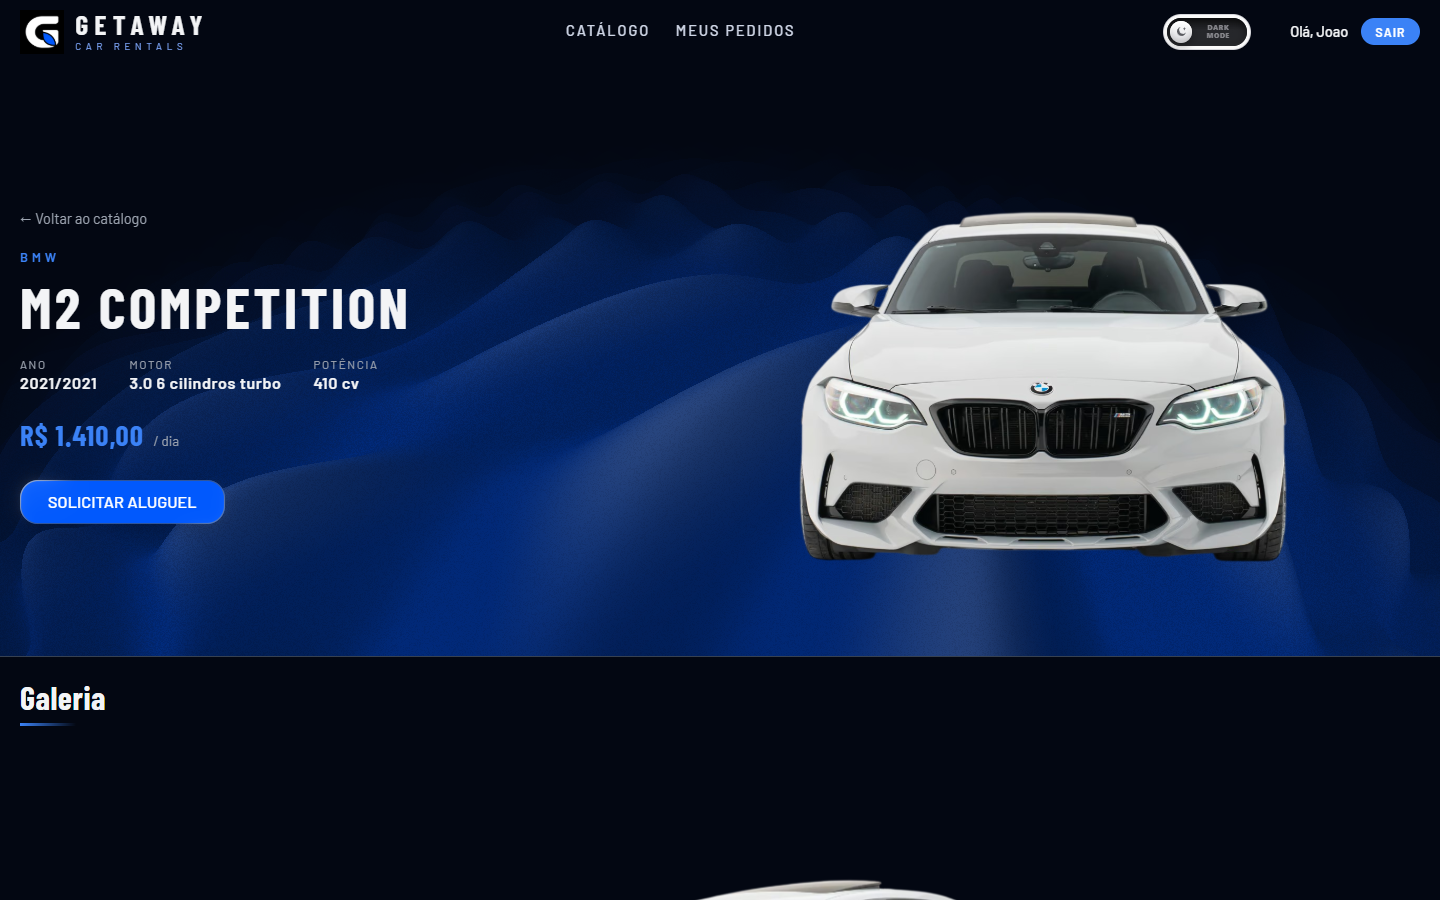 GETAWAY
CAR RENTALS
CATÁLOGO
MEUS PEDIDOS
DARK
MODE
Olá, Joao
SAIR
← Voltar ao catálogo
BMW
M2 COMPETITION
ANO
2021/2021
MOTOR
3.0 6 cilindros turbo
POTÊNCIA
410 cv
R$ 1.410,00 / dia
SOLICITAR ALUGUEL
Galeria